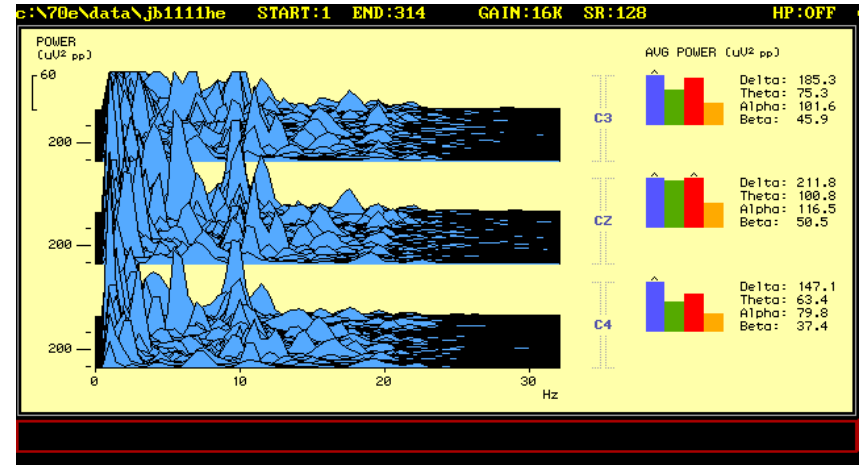 c:\70e\data\jb1111he START:1 END:314 GAIN:16K SR:128 HP:OFF
POWER
(uV² pp)
60
200
200
200
0 10 20 30
Hz
C3
CZ
C4
AVG POWER (uV² pp)
Delta: 185.3
Theta: 75.3
Alpha: 101.6
Beta: 45.9
Delta: 211.8
Theta: 100.8
Alpha: 116.5
Beta: 50.5
Delta: 147.1
Theta: 63.4
Alpha: 79.8
Beta: 37.4